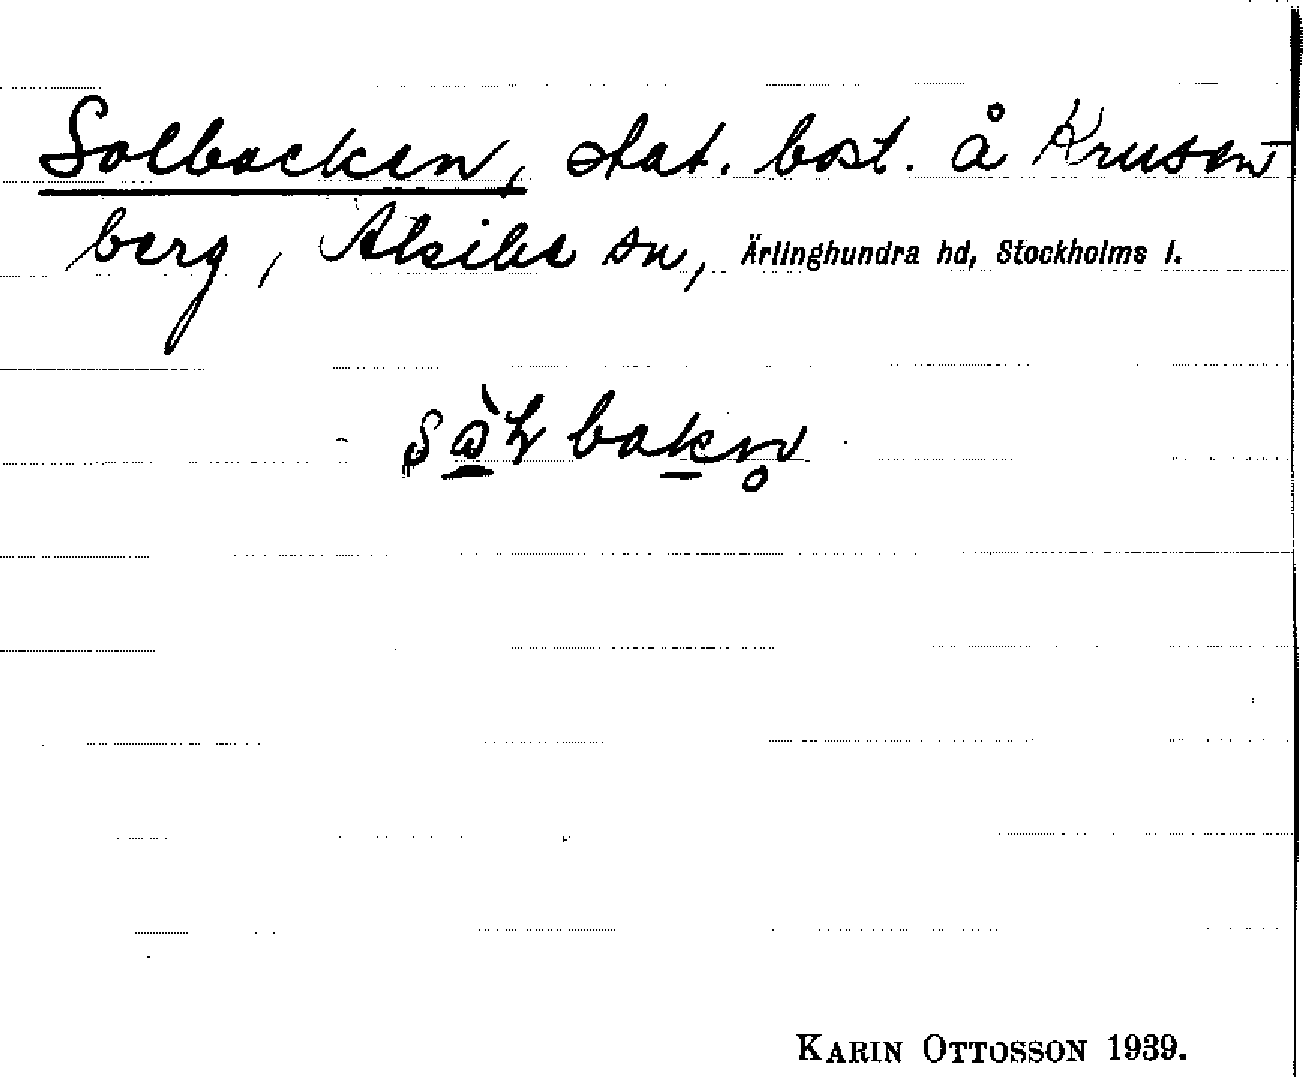 Solbacken, stat. bost. å Krusen-
berg, Alsike sn, Ärlinghundra hd, Stockholms l.
KARIN OTTOSSON 1939.